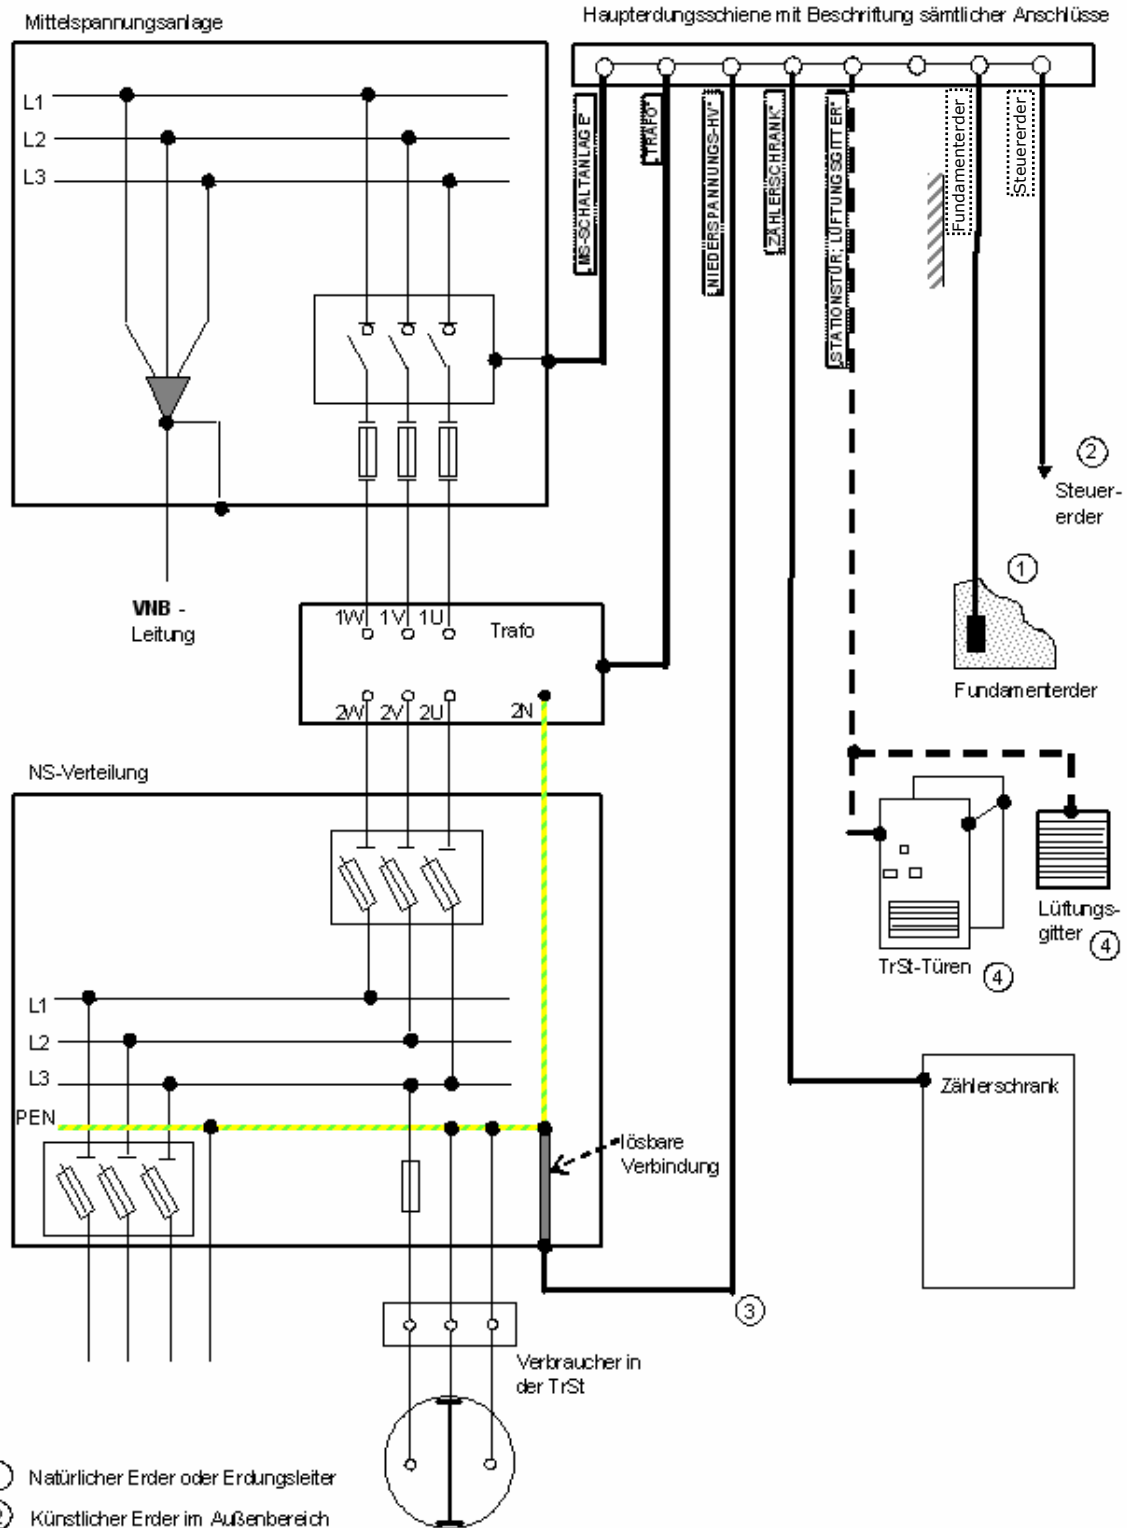 Mittelspannungsanlage
Haupterdungsschiene mit Beschriftung sämtlicher Anschlüsse
L1
L2
L3
„MS-SCHALTANLAGE"
„TRAFO"
„NIEDERSPANNUNGS-HV"
„ZÄHLERSCHRANK"
„STATIONSTÜR; LÜFTUNGSGITTER"
Fundamenterder
Steuererder
2
Steuer-
erder
1
Fundamenterder
VNB -
Leitung
1W 1V 1U
Trafo
2W 2V 2U
2N
NS-Verteilung
Lüftungs-
gitter 4
TrSt-Türen 4
L1
L2
L3
PEN
lösbare
Verbindung
Zählerschrank
3
Verbraucher in
der TrSt
Natürlicher Erder oder Erdungsleiter
2 Künstlicher Erder im Außenbereich